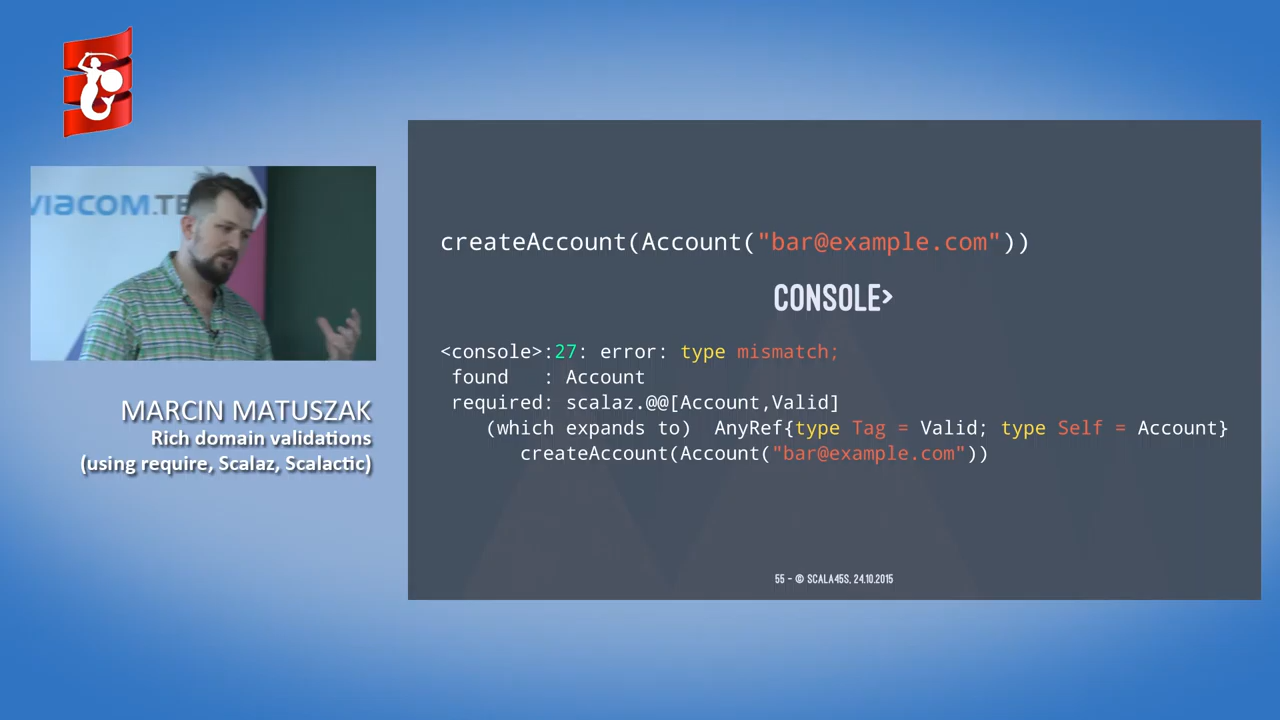 VIACOM.TE
MARCIN MATUSZAK
Rich domain validations
(using require, Scalaz, Scalactic)
createAccount(Account("bar@example.com"))
CONSOLE>
<console>:27: error: type mismatch;
found : Account
required: scalaz.@@[Account,Valid]
(which expands to) AnyRef{type Tag = Valid; type Self = Account}
createAccount(Account("bar@example.com"))
55 – © SCALA45S, 24.10.2015